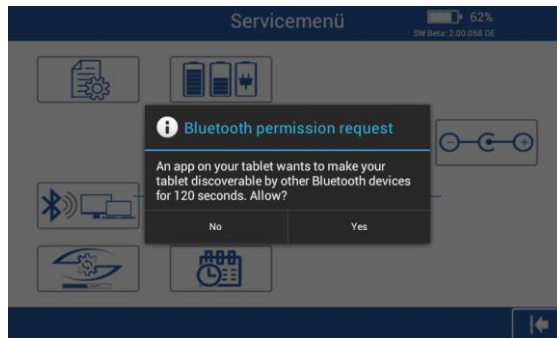 Servicemenü
62%
SW Beta: 2.00.058 DE
Bluetooth permission request
An app on your tablet wants to make your
tablet discoverable by other Bluetooth devices
for 120 seconds. Allow?
No
Yes